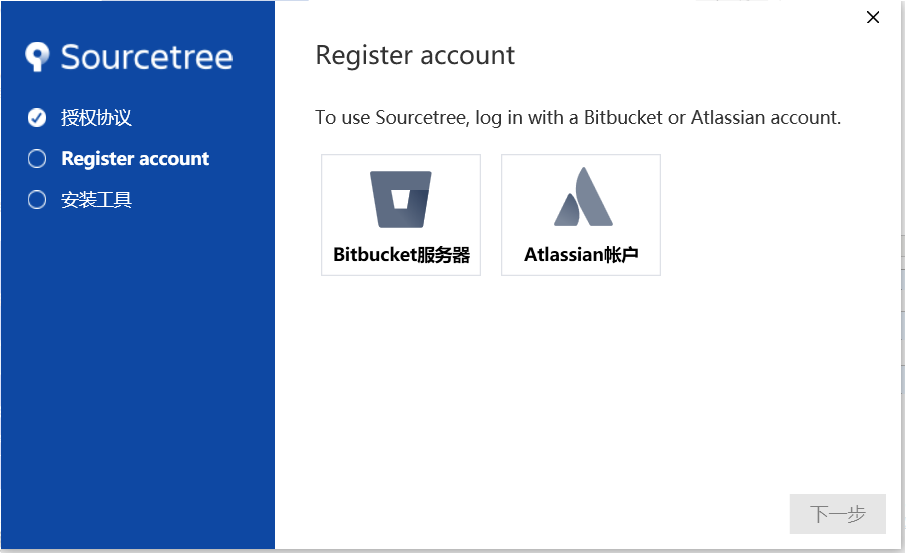 Sourcetree
授权协议
Register account
安装工具
Register account
To use Sourcetree, log in with a Bitbucket or Atlassian account.
Bitbucket服务器
Atlassian帐户
下一步